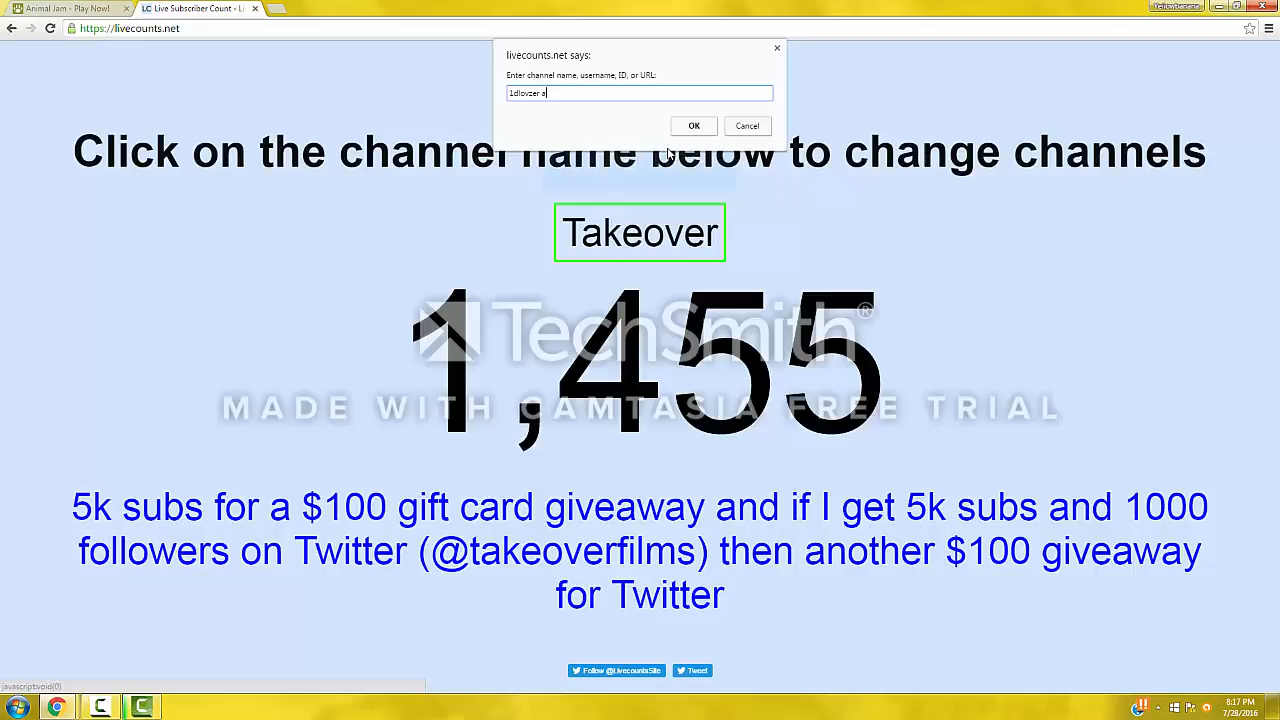 Animal Jam - Play Now!
LC Live Subscriber Count - Li
Yellowbanana
https://livecounts.net
livecounts.net says:
Enter channel name, username, ID, or URL:
1dlovzer a
OK
Cancel
Click on the channel name below to change channels
Takeover
1,455
TechSmith®
MADE WITH CAMTASIA FREE TRIAL
5k subs for a $100 gift card giveaway and if I get 5k subs and 1000
followers on Twitter (@takeoverfilms) then another $100 giveaway
for Twitter
Follow @LivecountsSite
Tweet
javascript:void(0)
8:17 PM
7/28/2016